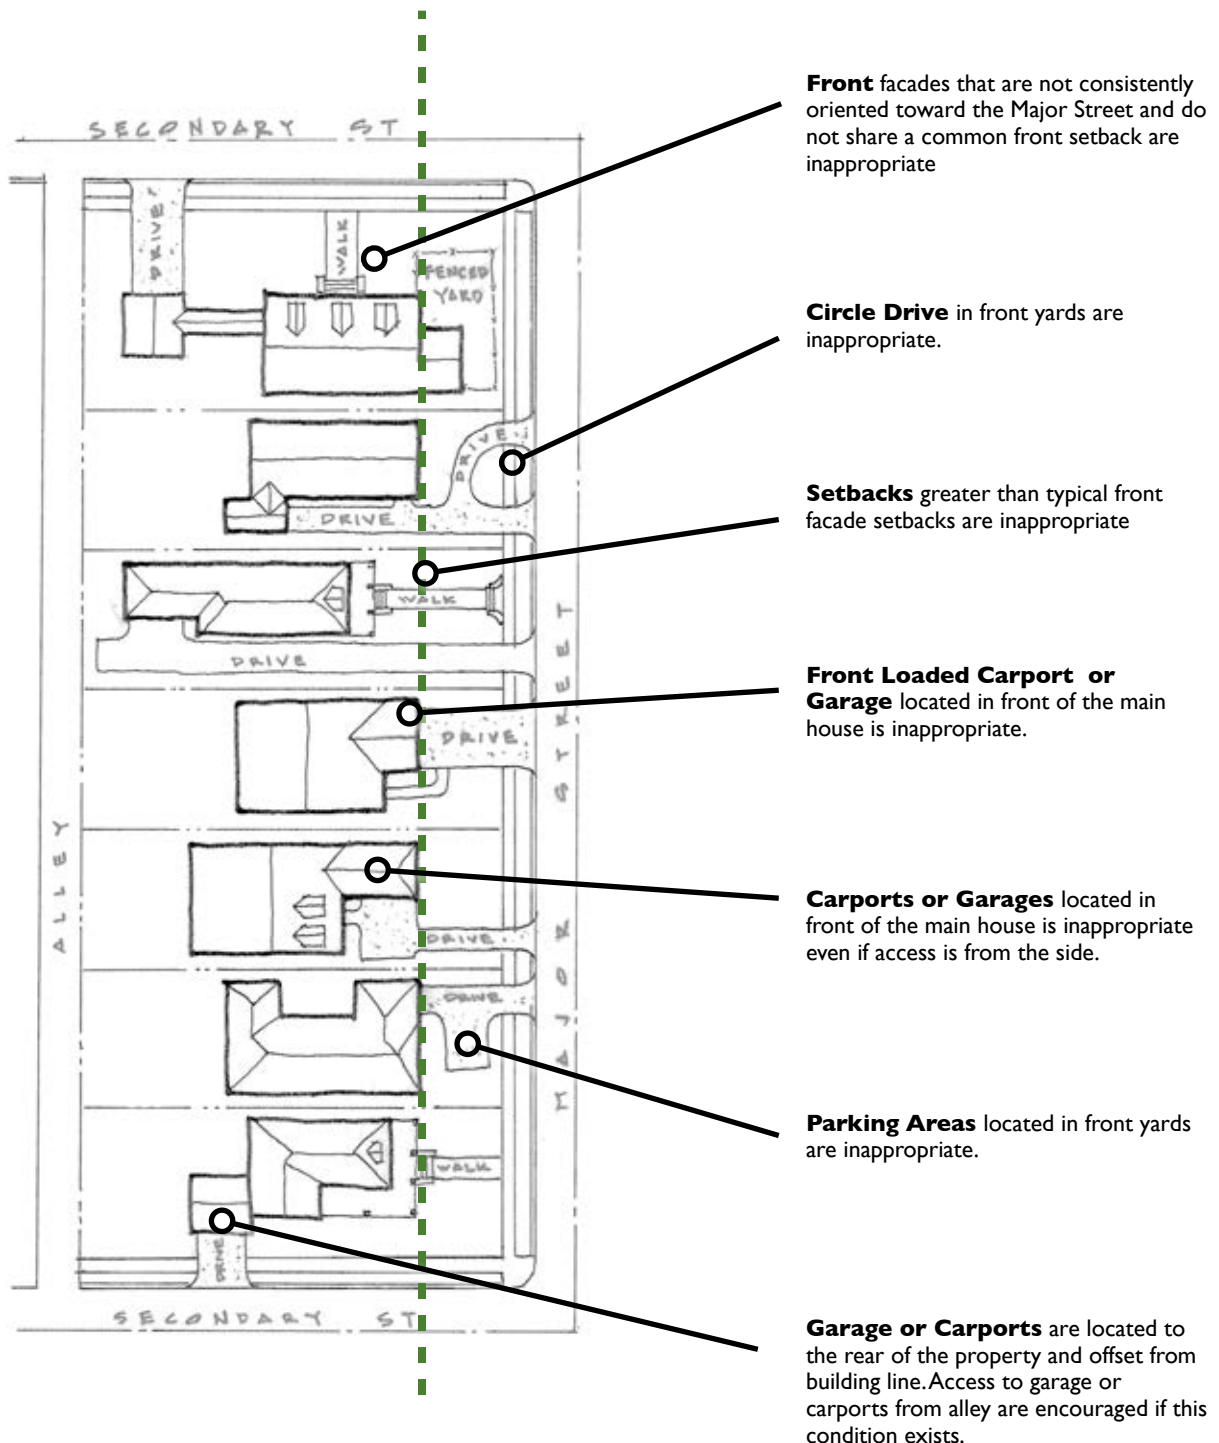 Front facades that are not consistently
oriented toward the Major Street and do
not share a common front setback are
inappropriate
SECONDARY ST
DRIVE
WALK
FENCED
YARD
Circle Drive in front yards are
inappropriate.
DRIVE
DRIVE
Setbacks greater than typical front
facade setbacks are inappropriate
WALK
DRIVE
Front Loaded Carport or
Garage located in front of the main
house is inappropriate.
DRIVE
ALLEY
MAJOR STREET
Carports or Garages located in
front of the main house is inappropriate
even if access is from the side.
DRIVE
DRIVE
Parking Areas located in front yards
are inappropriate.
WALK
DRIVE
SECONDARY ST
Garage or Carports are located to
the rear of the property and offset from
building line. Access to garage or
carports from alley are encouraged if this
condition exists.